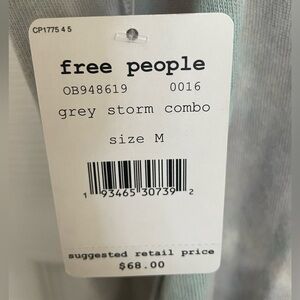 CP1775 4 5
free people
OB948619 0016
grey storm combo
size M
1 93465 30739 2
suggested retail price
$68.00